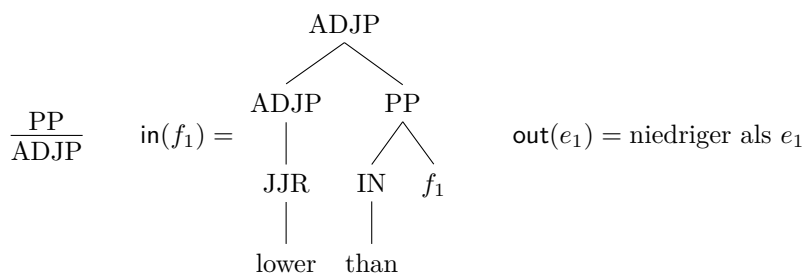 ADJP
PP
ADJP
in(f₁) =
ADJP PP
out(e₁) = niedriger als e₁
JJR IN f₁
lower than